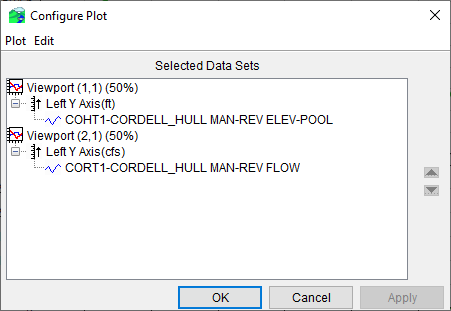 Configure Plot
Plot Edit
Selected Data Sets
Viewport (1,1) (50%)
Left Y Axis(ft)
COHT1-CORDELL_HULL MAN-REV ELEV-POOL
Viewport (2,1) (50%)
Left Y Axis(cfs)
CORT1-CORDELL_HULL MAN-REV FLOW
OK Cancel Apply